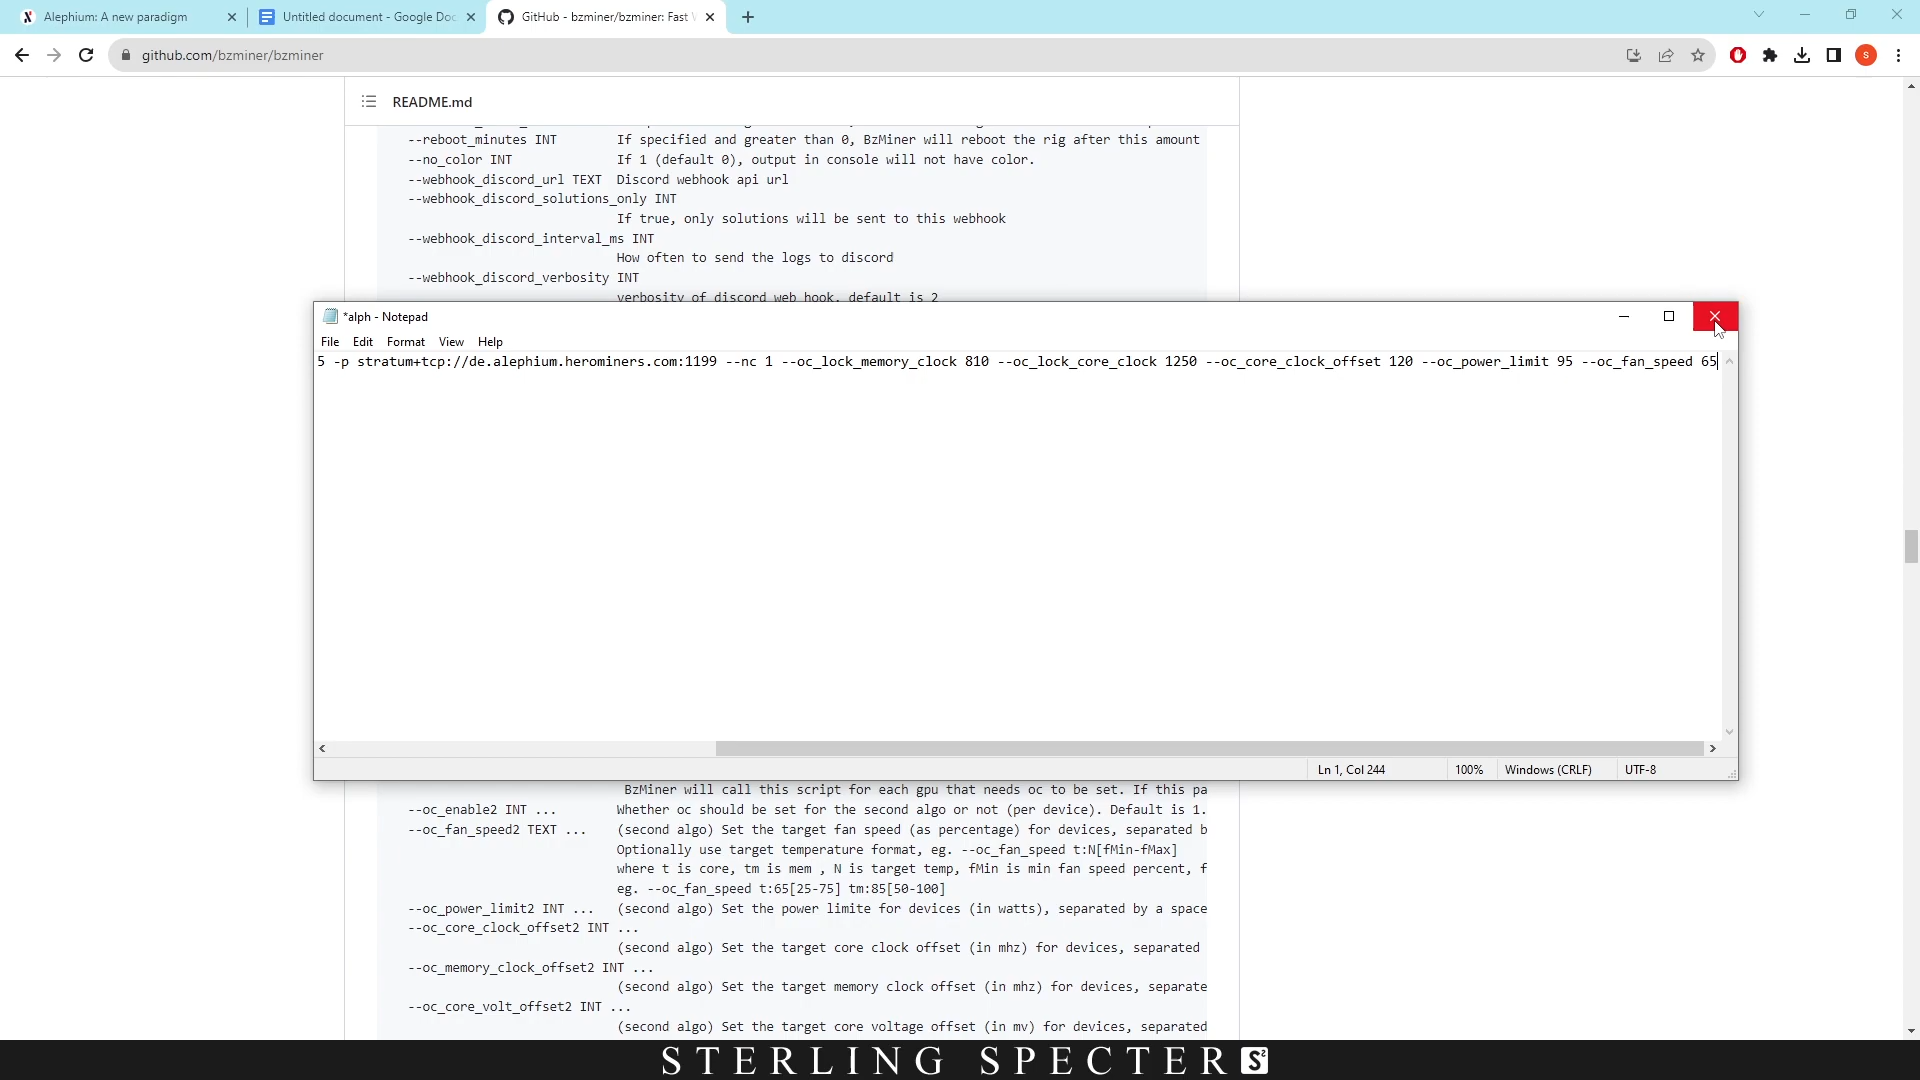 Alephium: A new paradigm
Untitled document - Google Doc
GitHub - bzminer/bzminer: Fast
github.com/bzminer/bzminer
S
README.md
--reboot_minutes INT If specified and greater than 0, BzMiner will reboot the rig after this amount
--no_color INT If 1 (default 0), output in console will not have color.
--webhook_discord_url TEXT Discord webhook api url
--webhook_discord_solutions_only INT
If true, only solutions will be sent to this webhook
--webhook_discord_interval_ms INT
How often to send the logs to discord
--webhook_discord_verbosity INT
verbosity of discord web hook. default is 2
*alph - Notepad
File Edit Format View Help
5 -p stratum+tcp://de.alephium.herominers.com:1199 --nc 1 --oc_lock_memory_clock 810 --oc_lock_core_clock 1250 --oc_core_clock_offset 120 --oc_power_limit 95 --oc_fan_speed 65
Ln 1, Col 244 100% Windows (CRLF) UTF-8
BzMiner will call this script for each gpu that needs oc to be set. If this pa
--oc_enable2 INT ... Whether oc should be set for the second algo or not (per device). Default is 1.
--oc_fan_speed2 TEXT ... (second algo) Set the target fan speed (as percentage) for devices, separated b
Optionally use target temperature format, eg. --oc_fan_speed t:N[fMin-fMax]
where t is core, tm is mem , N is target temp, fMin is min fan speed percent, f
eg. --oc_fan_speed t:65[25-75] tm:85[50-100]
--oc_power_limit2 INT ... (second algo) Set the power limite for devices (in watts), separated by a space
--oc_core_clock_offset2 INT ...
(second algo) Set the target core clock offset (in mhz) for devices, separated
--oc_memory_clock_offset2 INT ...
(second algo) Set the target memory clock offset (in mhz) for devices, separate
--oc_core_volt_offset2 INT ...
(second algo) Set the target core voltage offset (in mv) for devices, separated
STERLING SPECTER S²